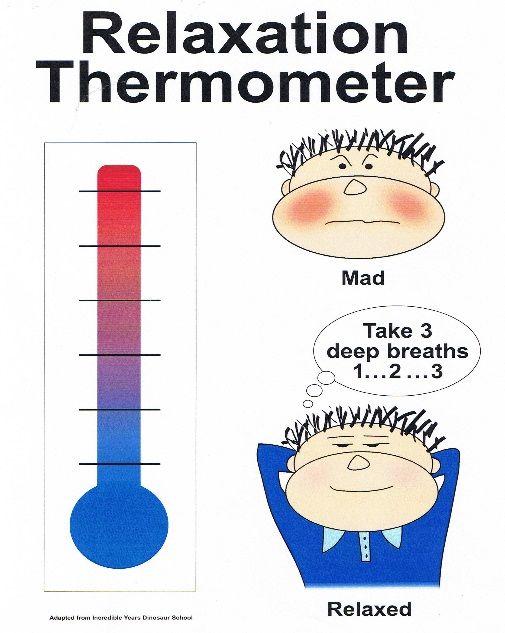 Relaxation
Thermometer
Mad
Take 3
deep breaths
1...2 ...3
Relaxed
Adapted from Incredible Years Dinosaur School